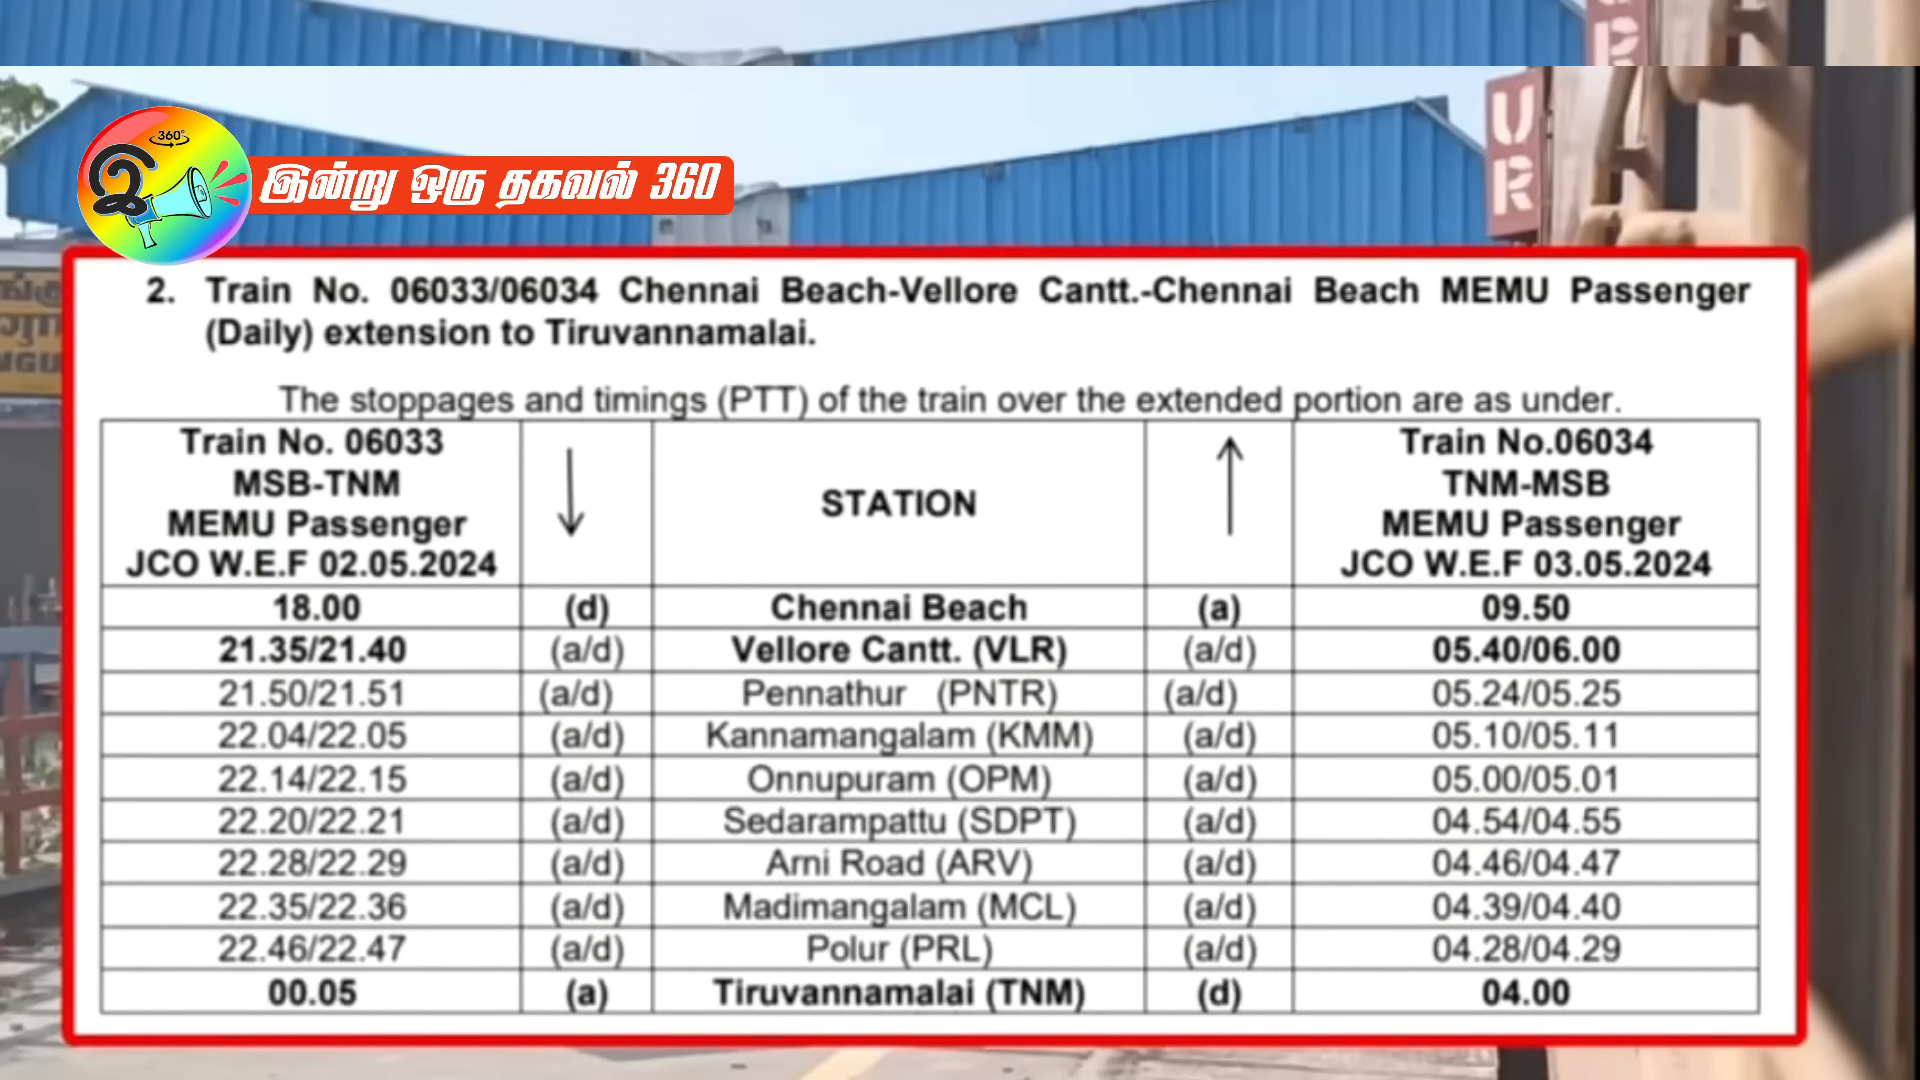 UR
360°
இ
இன்று ஒரு தகவல் 360
2. Train No. 06033/06034 Chennai Beach-Vellore Cantt.-Chennai Beach MEMU Passenger
(Daily) extension to Tiruvannamalai.
The stoppages and timings (PTT) of the train over the extended portion are as under.
Train No. 06033 MSB-TNM MEMU Passenger JCO W.E.F 02.05.2024 ↓ STATION ↑ Train No.06034 TNM-MSB MEMU Passenger JCO W.E.F 03.05.2024
18.00 (d) Chennai Beach (a) 09.50
21.35/21.40 (a/d) Vellore Cantt. (VLR) (a/d) 05.40/06.00
21.50/21.51 (a/d) Pennathur (PNTR) (a/d) 05.24/05.25
22.04/22.05 (a/d) Kannamangalam (KMM) (a/d) 05.10/05.11
22.14/22.15 (a/d) Onnupuram (OPM) (a/d) 05.00/05.01
22.20/22.21 (a/d) Sedarampattu (SDPT) (a/d) 04.54/04.55
22.28/22.29 (a/d) Arni Road (ARV) (a/d) 04.46/04.47
22.35/22.36 (a/d) Madimangalam (MCL) (a/d) 04.39/04.40
22.46/22.47 (a/d) Polur (PRL) (a/d) 04.28/04.29
00.05 (a) Tiruvannamalai (TNM) (d) 04.00